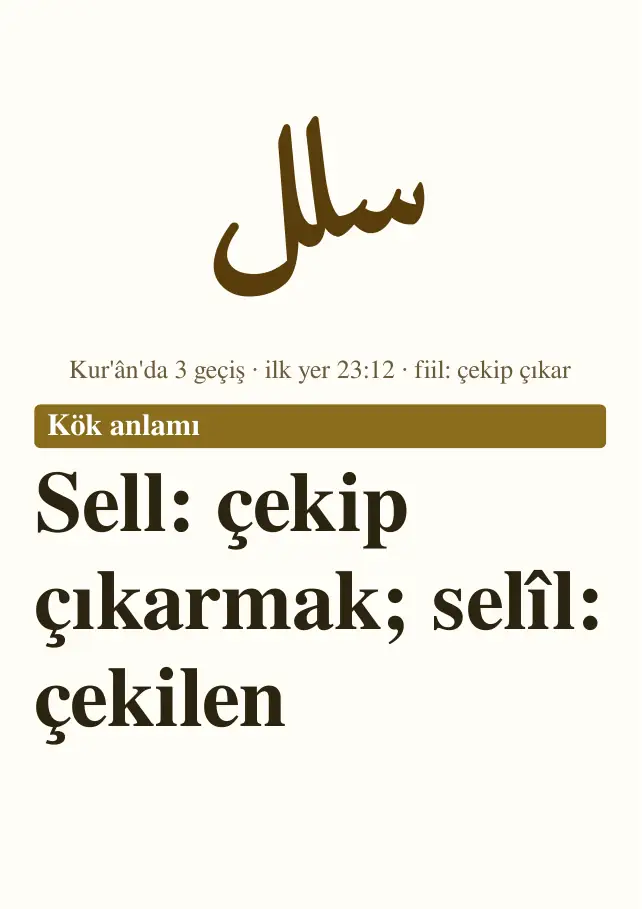 سلل
Kur'ân'da 3 geçiş · ilk yer 23:12 · fiil: çekip çıkar
Kök anlamı
Sell: çekip
çıkarmak; selîl:
çekilen